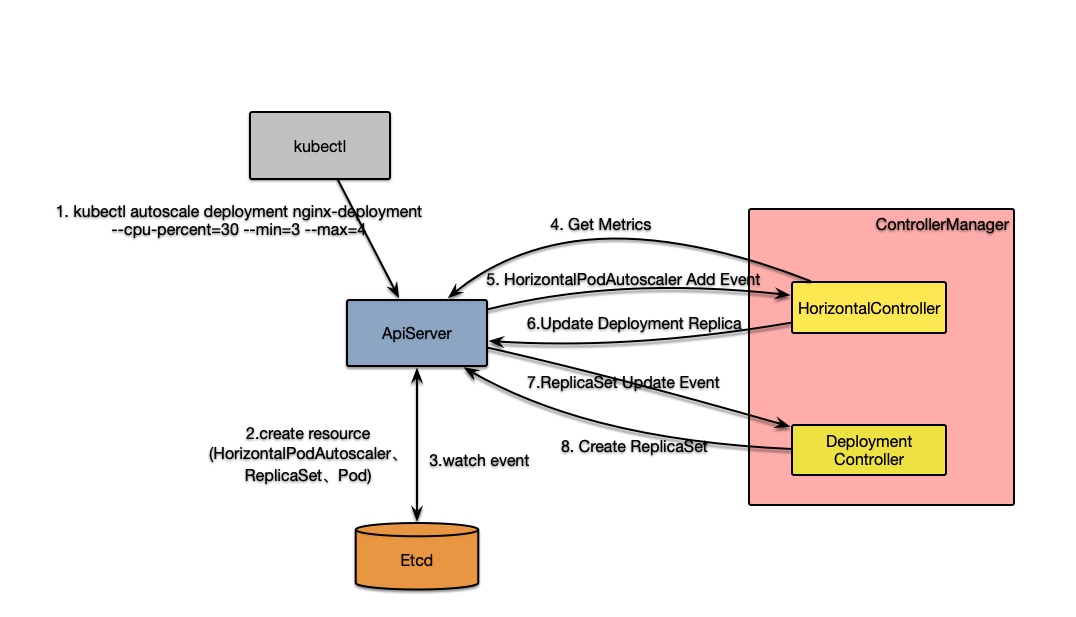 kubectl
1. kubectl autoscale deployment nginx-deployment
--cpu-percent=30 --min=3 --max=4
4. Get Metrics
ControllerManager
5. HorizontalPodAutoscaler Add Event
HorizontalController
6.Update Deployment Replica
ApiServer
7.ReplicaSet Update Event
8. Create ReplicaSet
Deployment
Controller
2.create resource
(HorizontalPodAutoscaler、
ReplicaSet、Pod)
3.watch event
Etcd